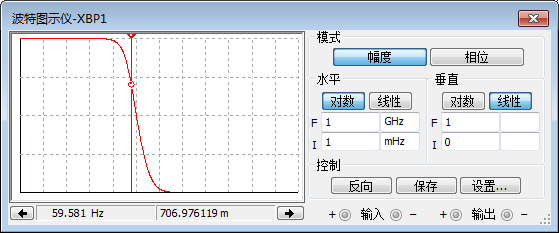 波特图示仪-XBP1
模式
幅度 相位
水平 垂直
对数 线性 对数 线性
F 1 GHz F 1
I 1 mHz I 0
控制
反向 保存 设置...
59.581 Hz 706.976119 m
+ 输入 − + 输出 −